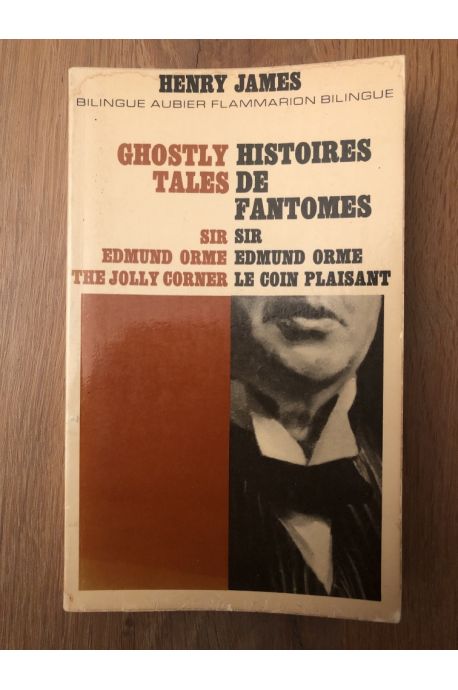 HENRY JAMES
BILINGUE AUBIER FLAMMARION BILINGUE
GHOSTLY HISTOIRES
TALES DE
FANTOMES
SIR SIR
EDMUND ORME EDMUND ORME
THE JOLLY CORNER LE COIN PLAISANT